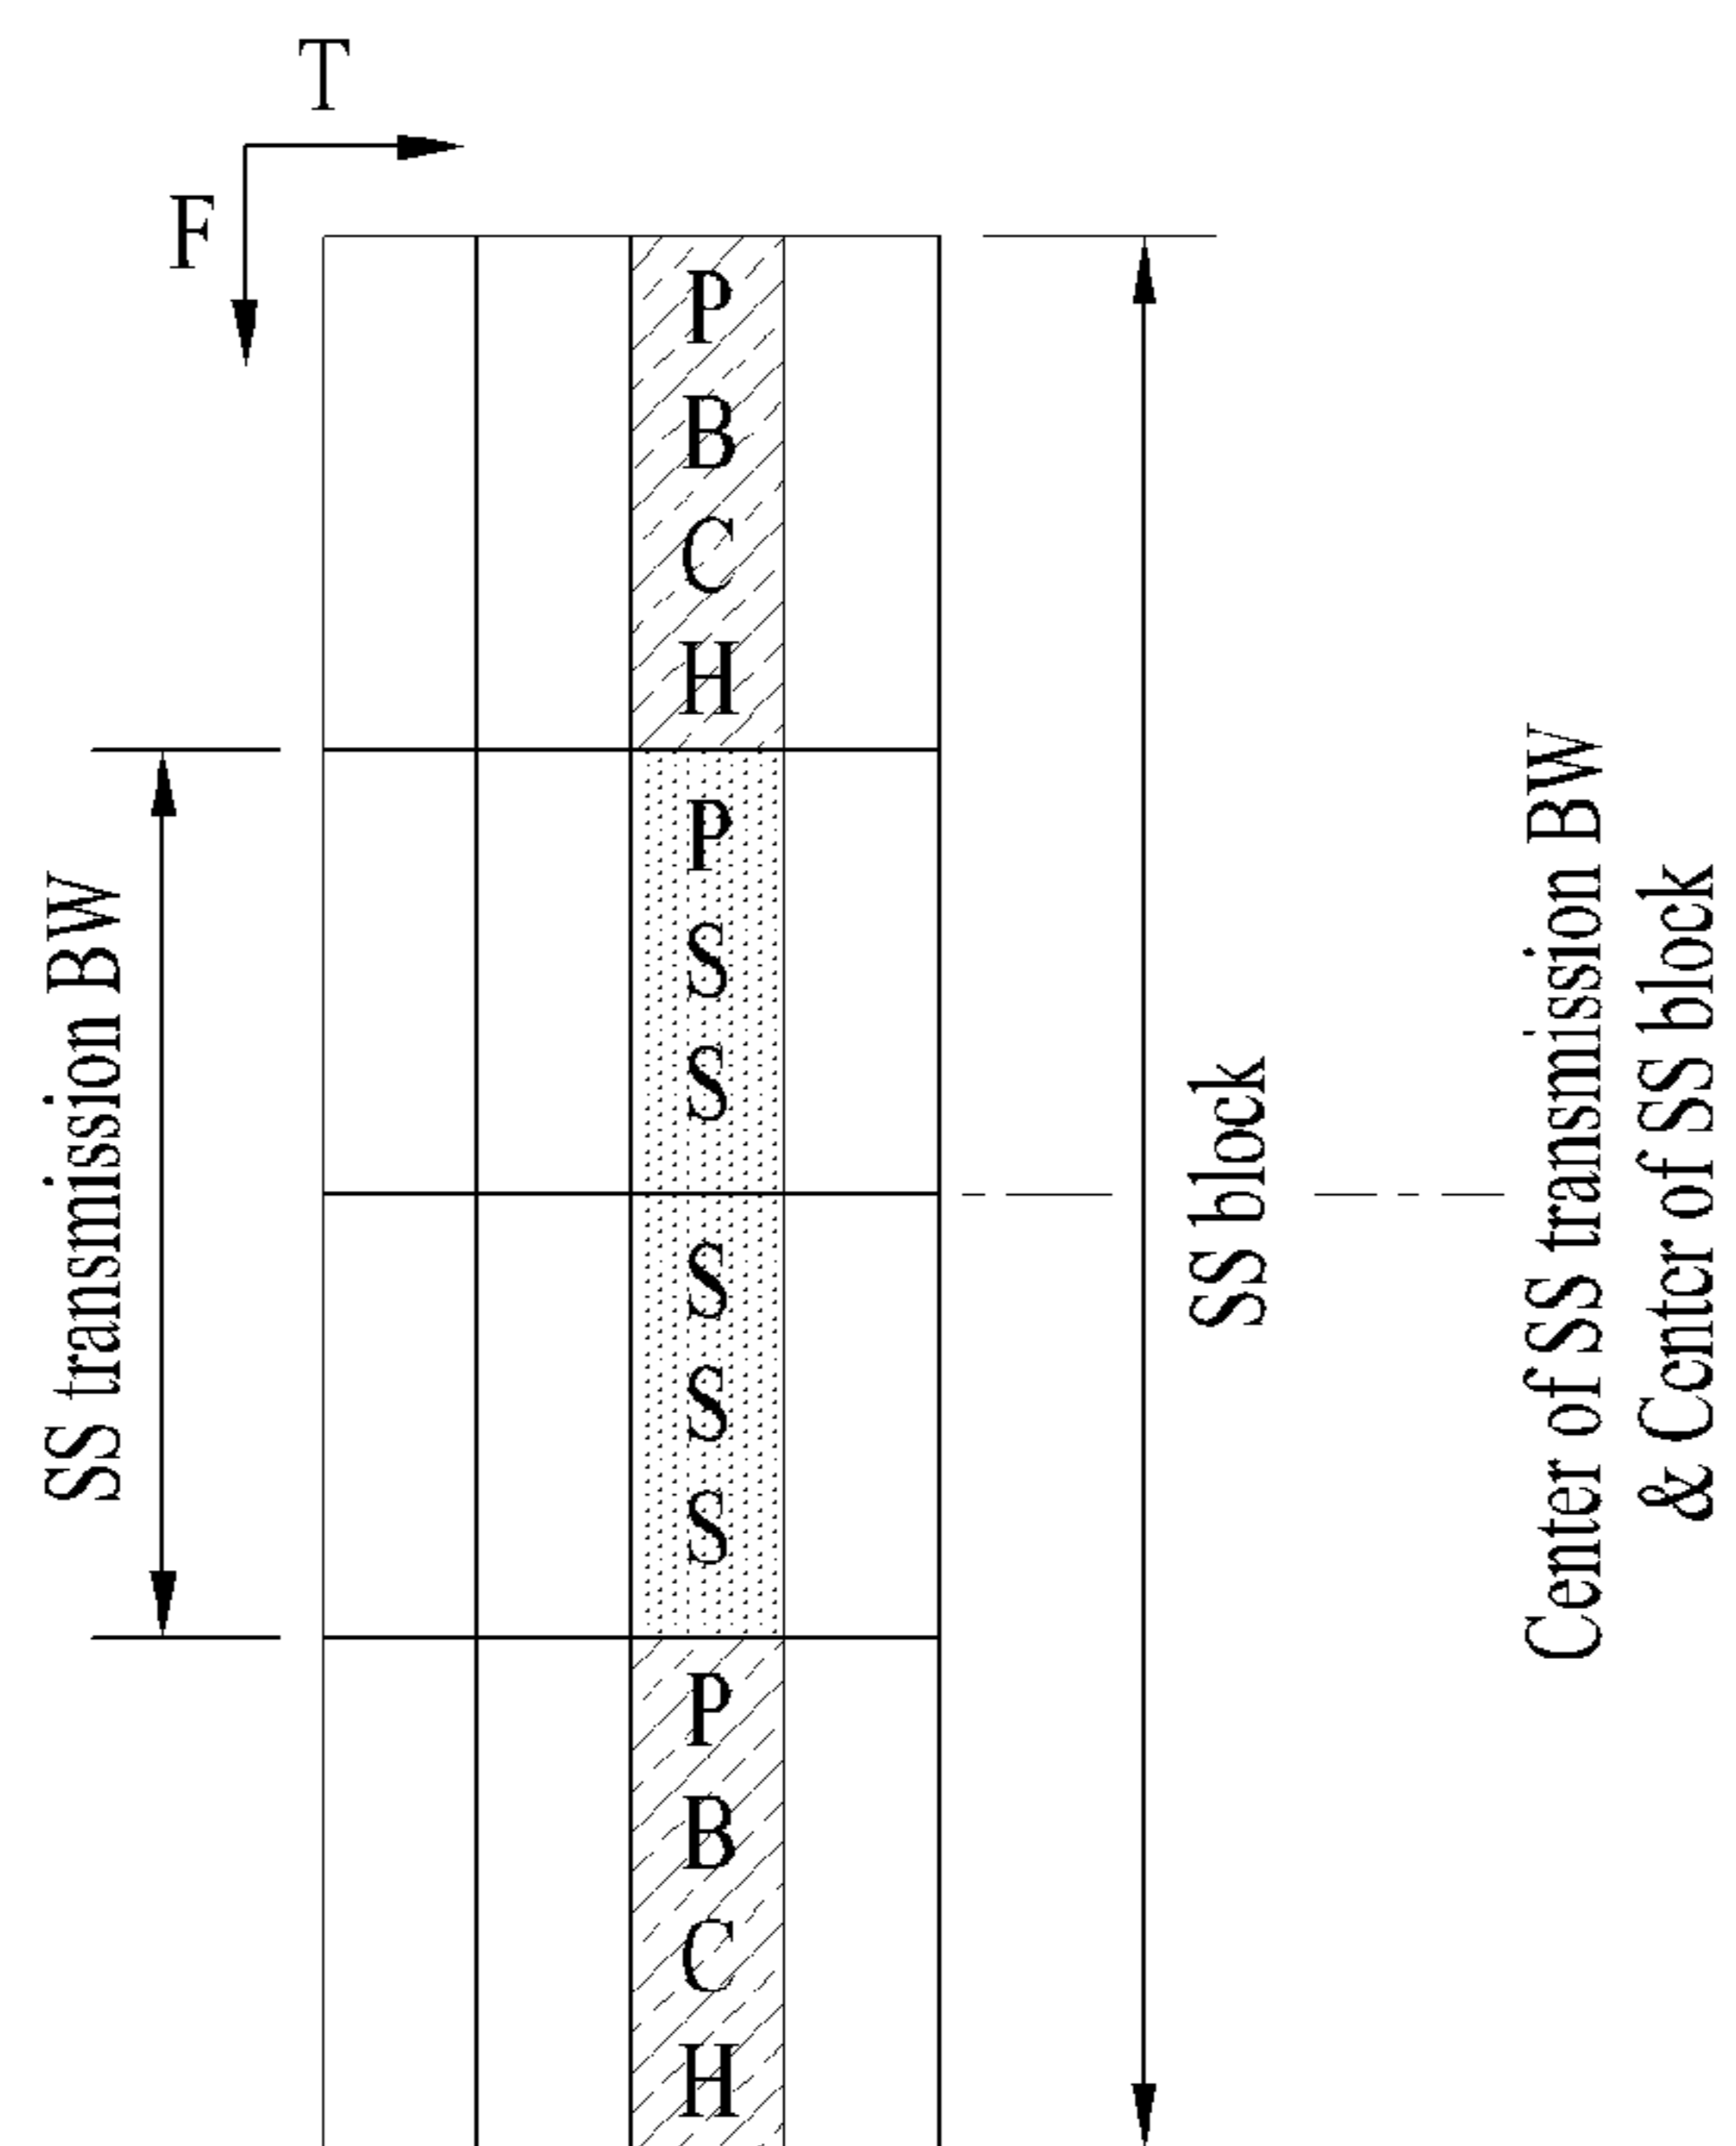 T
F
PBCH
PSS
SSS
PBCH
SS transmission BW
SS block
Center of SS transmission BW
& Center of SS block